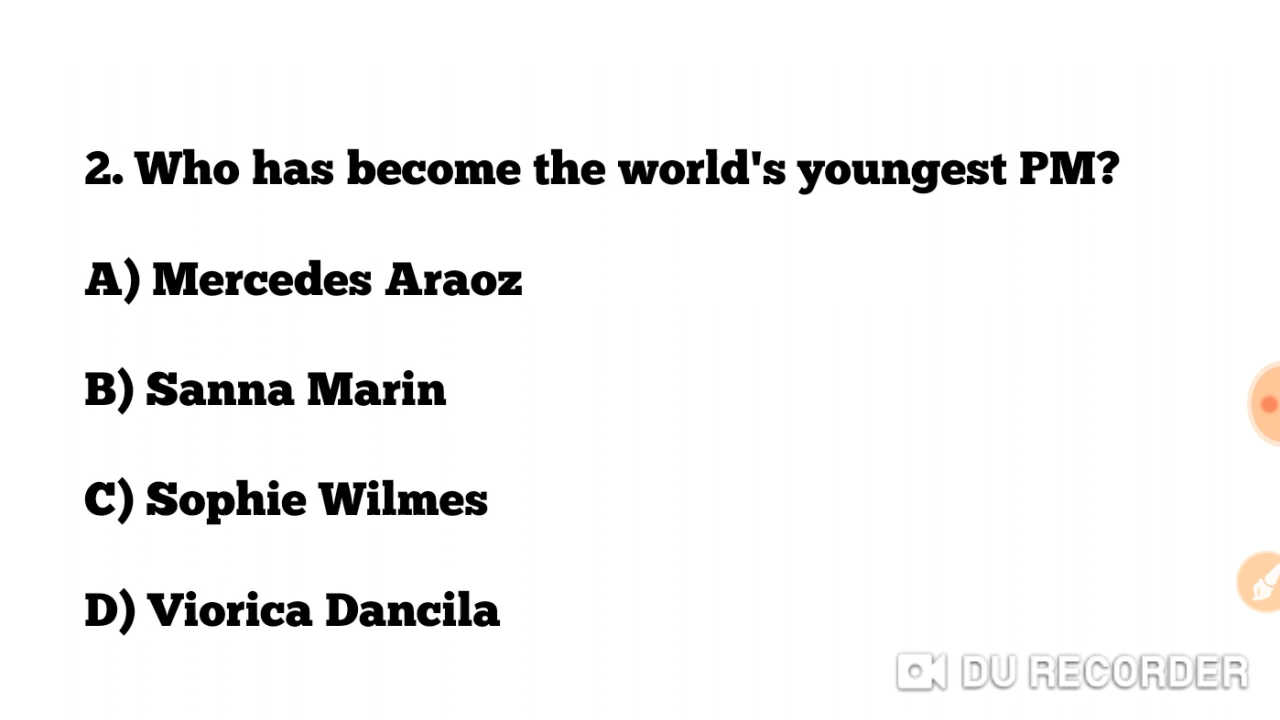 2. Who has become the world's youngest PM?
A) Mercedes Araoz
B) Sanna Marin
C) Sophie Wilmes
D) Viorica Dancila
DU RECORDER